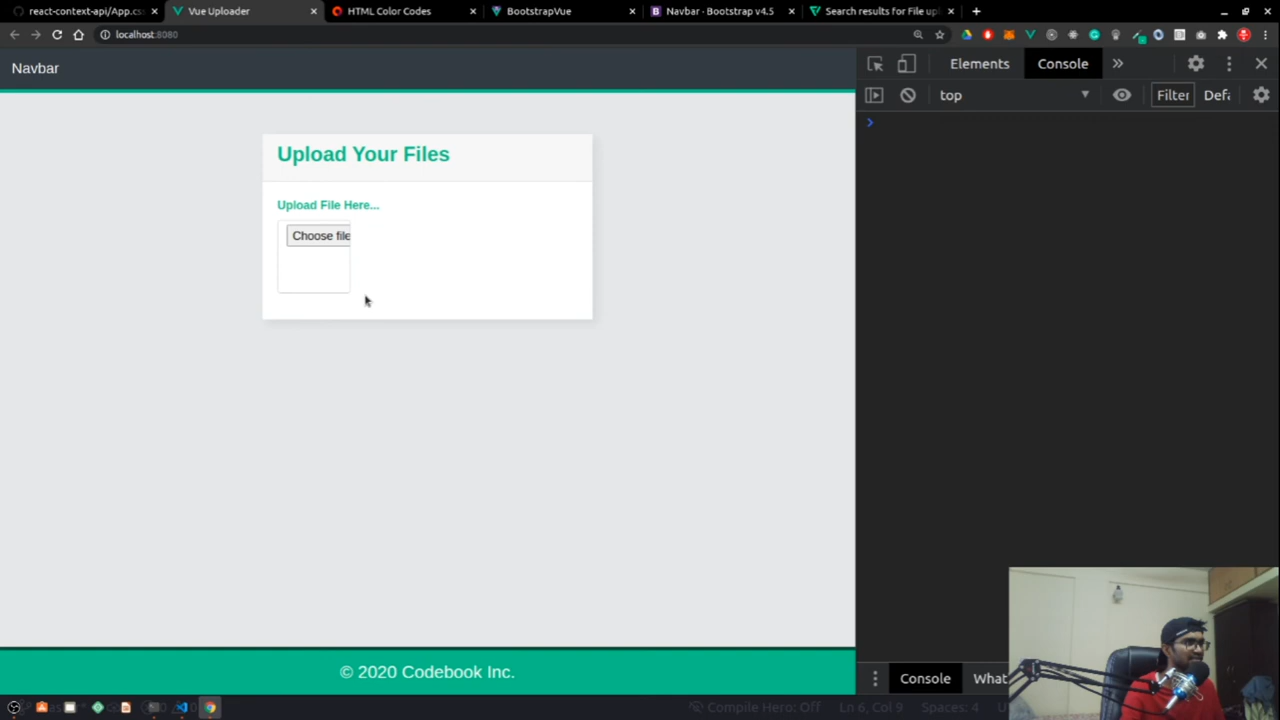 react-context-api/App.cs
Vue Uploader
HTML Color Codes
BootstrapVue
Navbar · Bootstrap v4.5
Search results for File up
localhost:8080
Navbar
Elements
Console
top
Filter
Defa
Upload Your Files
Upload File Here...
Choose file
© 2020 Codebook Inc.
Console
What
Compile Hero: Off
Ln 6, Col 9
Spaces: 4